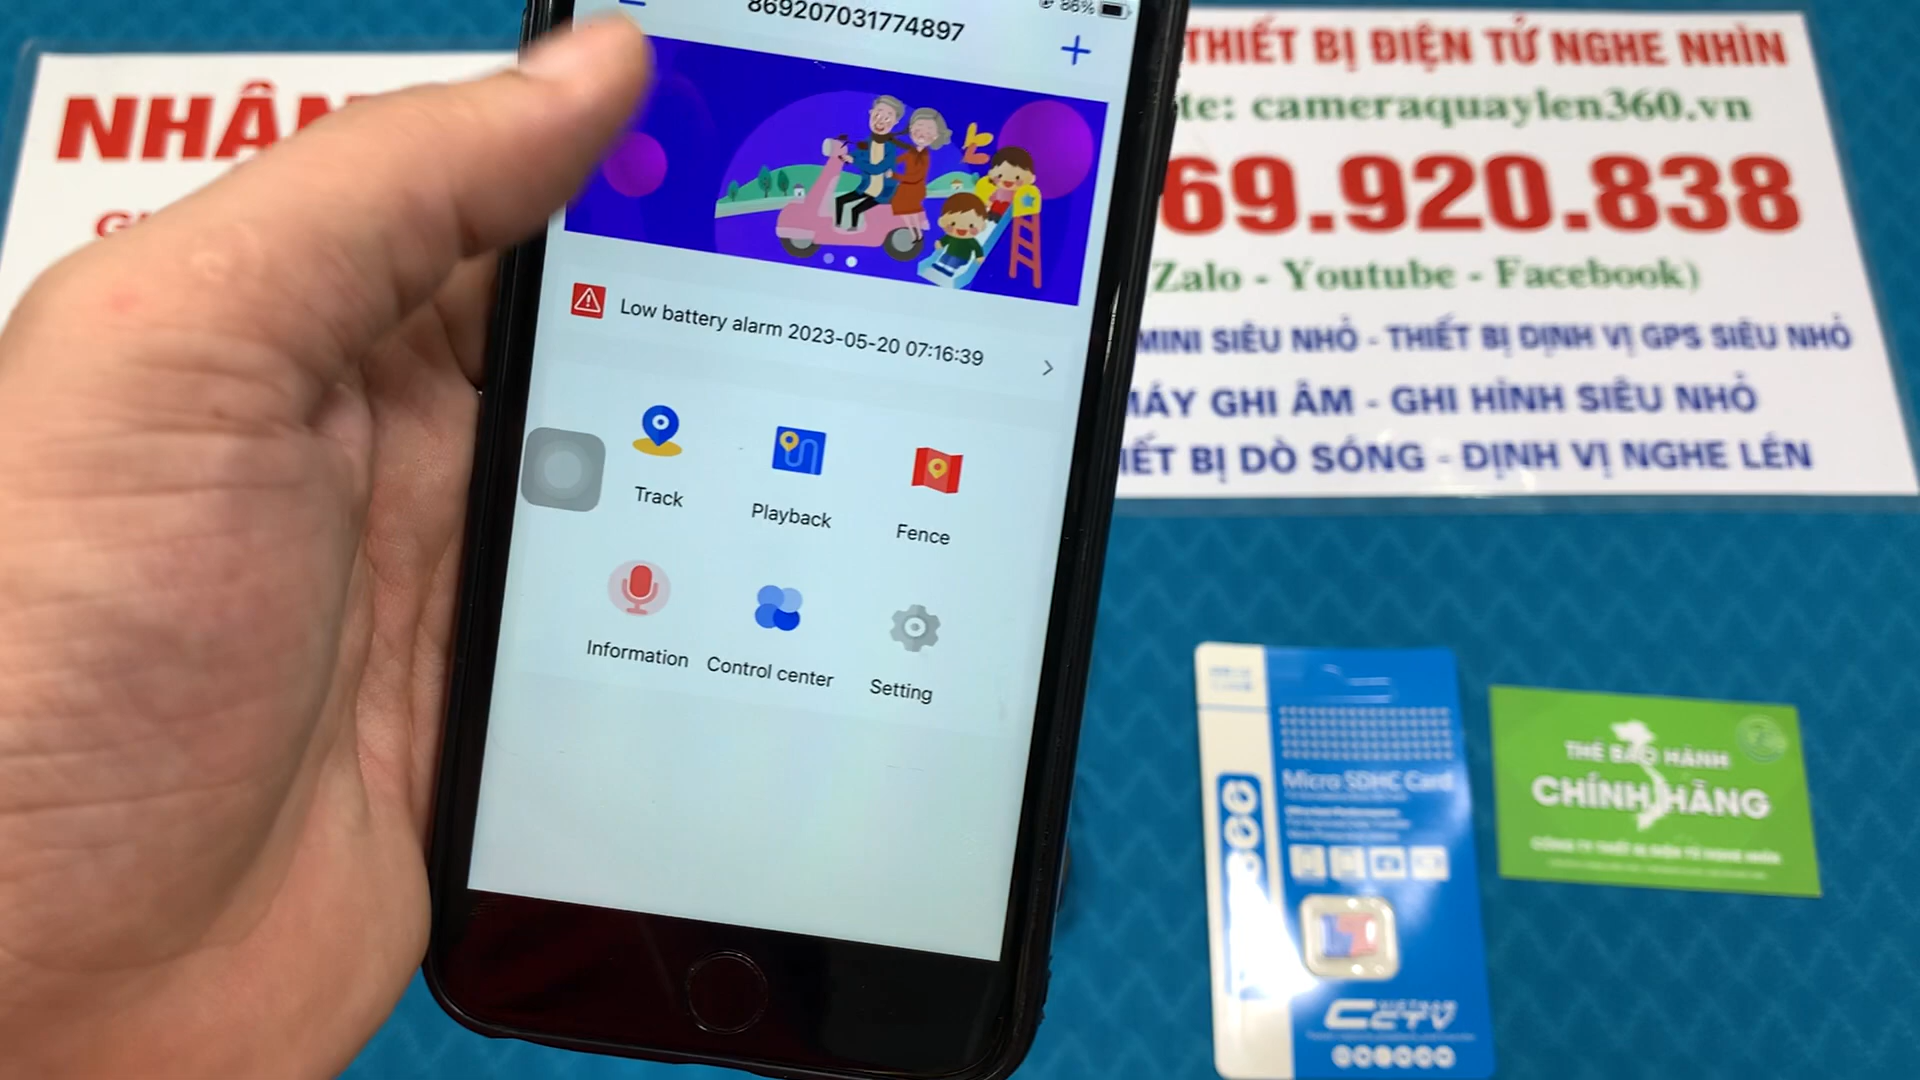 869207031774897
86%
Low battery alarm 2023-05-20 07:16:39
Track
Playback
Fence
Information
Control center
Setting
NHÂN
THIẾT BỊ ĐIỆN TỬ NGHE NHÌN
te: cameraquaylen360.vn
69.920.838
Zalo - Youtube - Facebook)
MINI SIÊU NHỎ - THIẾT BỊ ĐỊNH VỊ GPS SIÊU NHỎ
MÁY GHI ÂM - GHI HÌNH SIÊU NHỎ
IẾT BỊ DÒ SÓNG - ĐỊNH VỊ NGHE LÉN
Micro SDHC Card
VIETNAM
CCTV
THẺ BẢO HÀNH
CHÍNH HÃNG